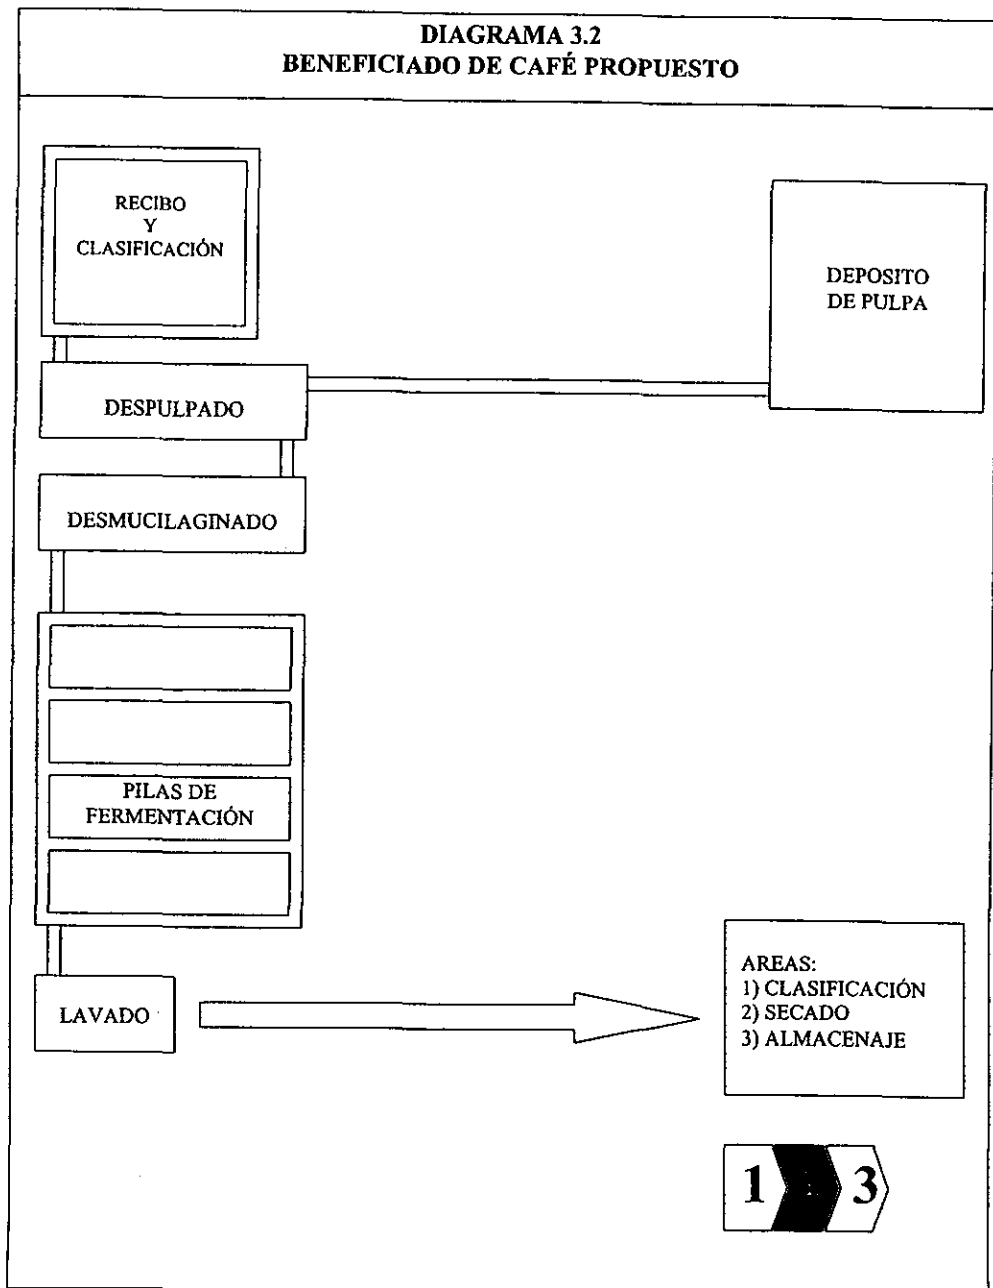 DIAGRAMA 3.2
BENEFICIADO DE CAFÉ PROPUESTO
RECIBO
Y
CLASIFICACIÓN
DEPOSITO
DE PULPA
DESPULPADO
DESMUCILAGINADO
PILAS DE
FERMENTACIÓN
LAVADO
AREAS:
1) CLASIFICACIÓN
2) SECADO
3) ALMACENAJE
1 3